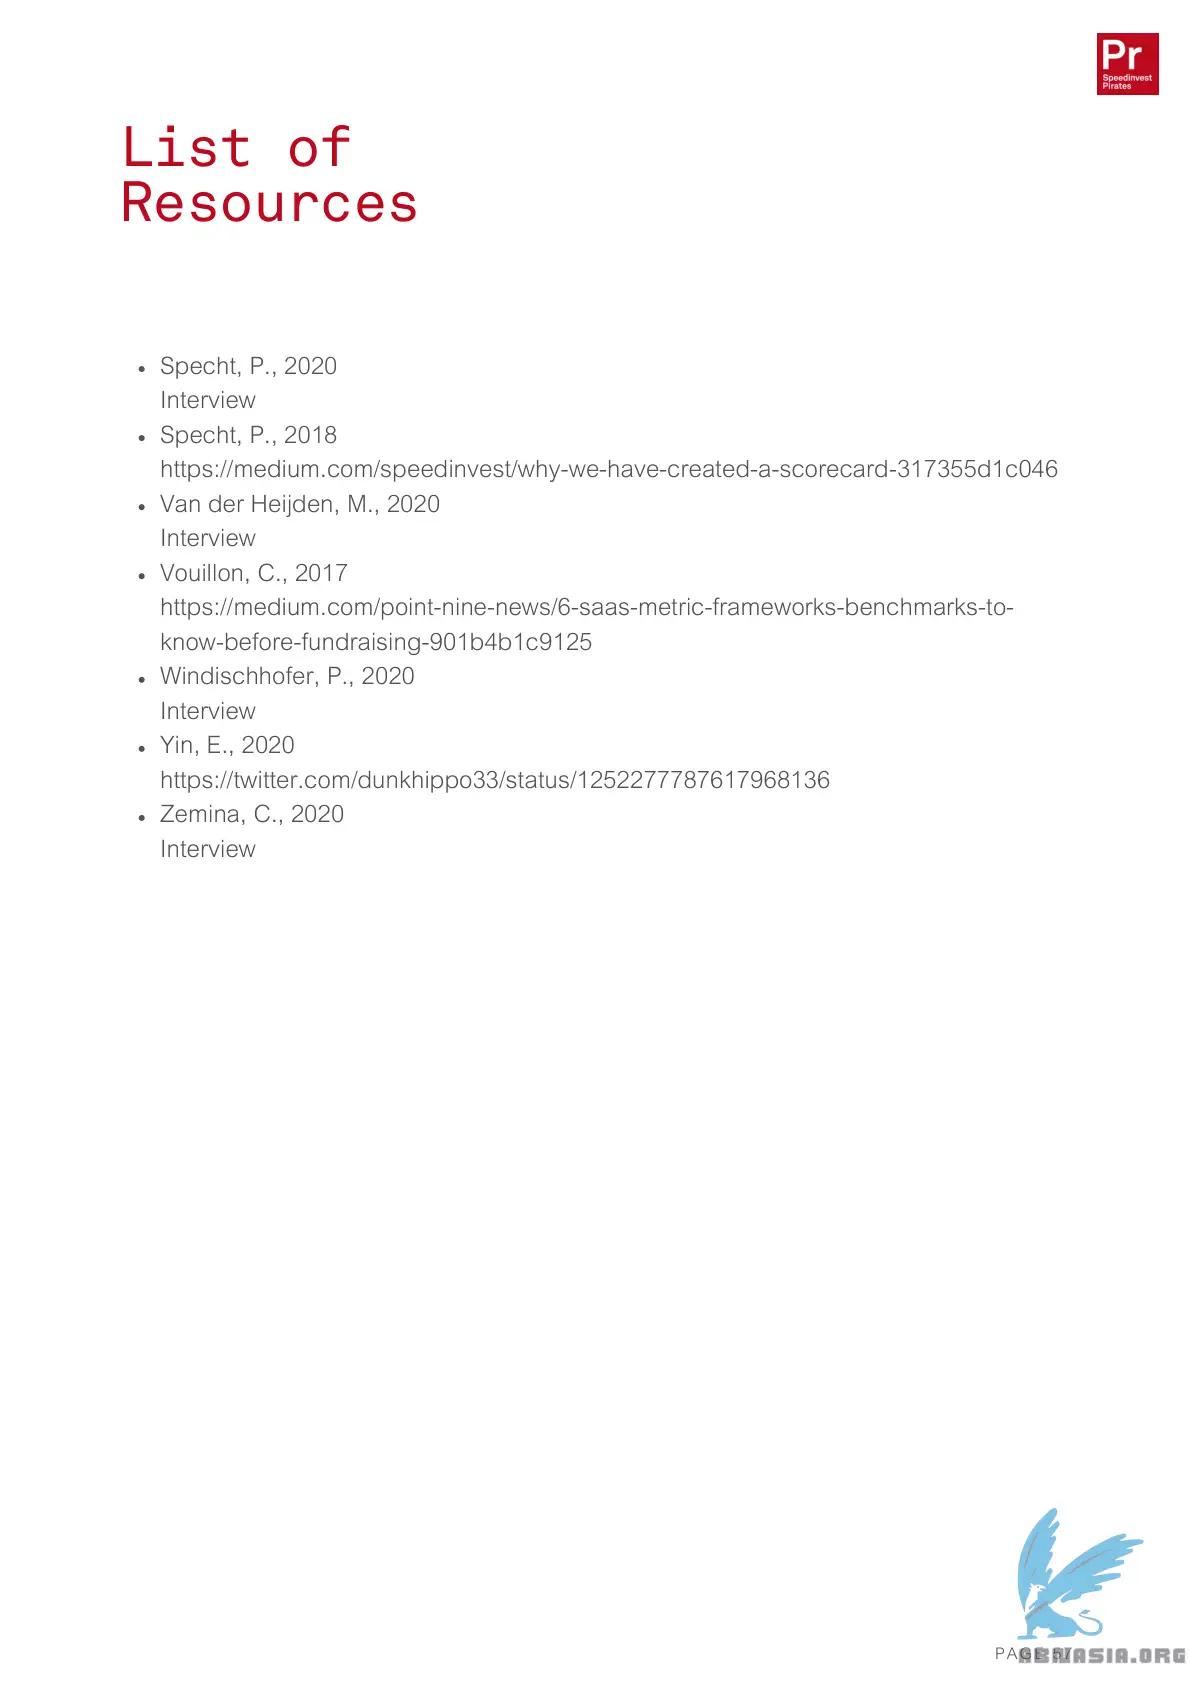 Pr
Speedinvest
Pirates
List of
Resources
• Specht, P., 2020
Interview
• Specht, P., 2018
https://medium.com/speedinvest/why-we-have-created-a-scorecard-317355d1c046
• Van der Heijden, M., 2020
Interview
• Vouillon, C., 2017
https://medium.com/point-nine-news/6-saas-metric-frameworks-benchmarks-to-
know-before-fundraising-901b4b1c9125
• Windischhofer, P., 2020
Interview
• Yin, E., 2020
https://twitter.com/dunkhippo33/status/1252277787617968136
• Zemina, C., 2020
Interview
PAGE 57